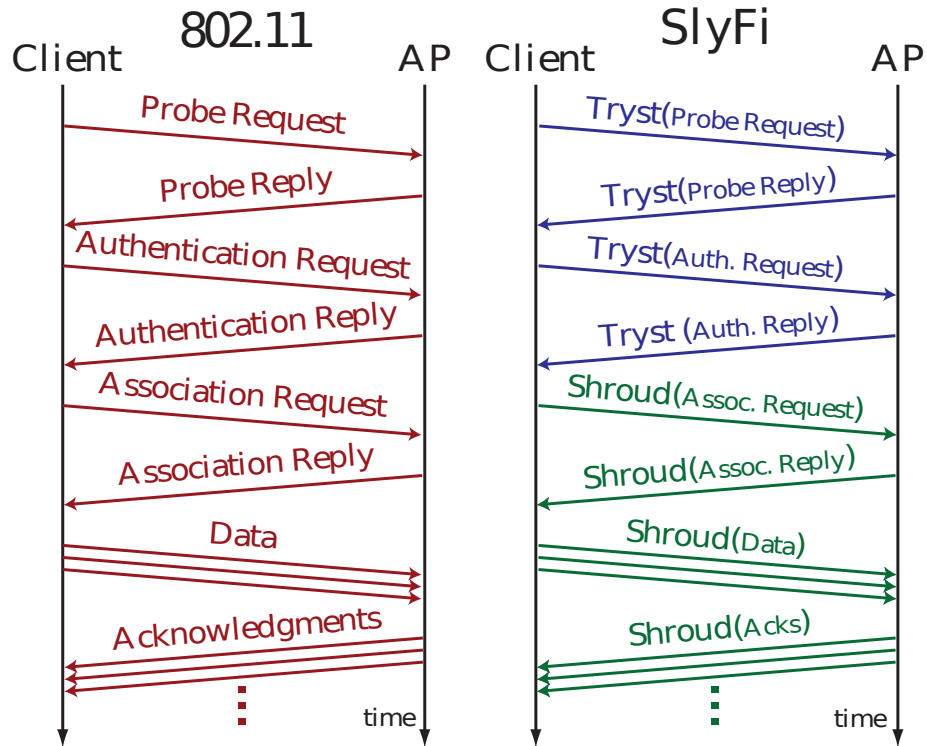 802.11
Client
AP
Probe Request
Probe Reply
Authentication Request
Authentication Reply
Association Request
Association Reply
Data
Acknowledgments
time
SlyFi
Client
AP
Tryst(Probe Request)
Tryst(Probe Reply)
Tryst(Auth. Request)
Tryst (Auth. Reply)
Shroud(Assoc. Request)
Shroud(Assoc. Reply)
Shroud(Data)
Shroud(Acks)
time